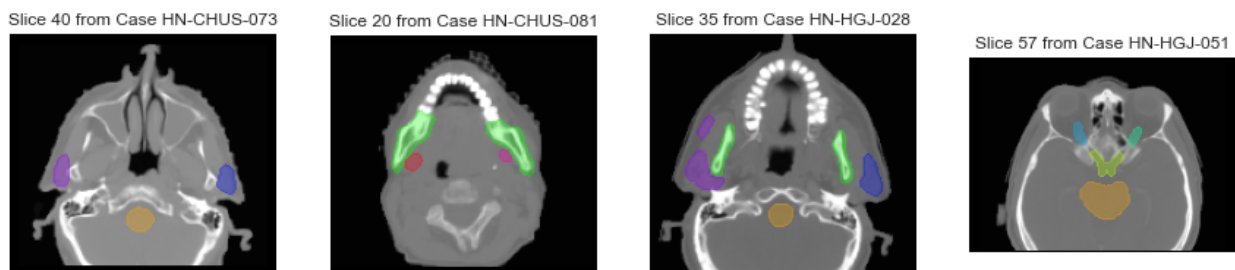 Slice 40 from Case HN-CHUS-073
Slice 20 from Case HN-CHUS-081
Slice 35 from Case HN-HGJ-028
Slice 57 from Case HN-HGJ-051